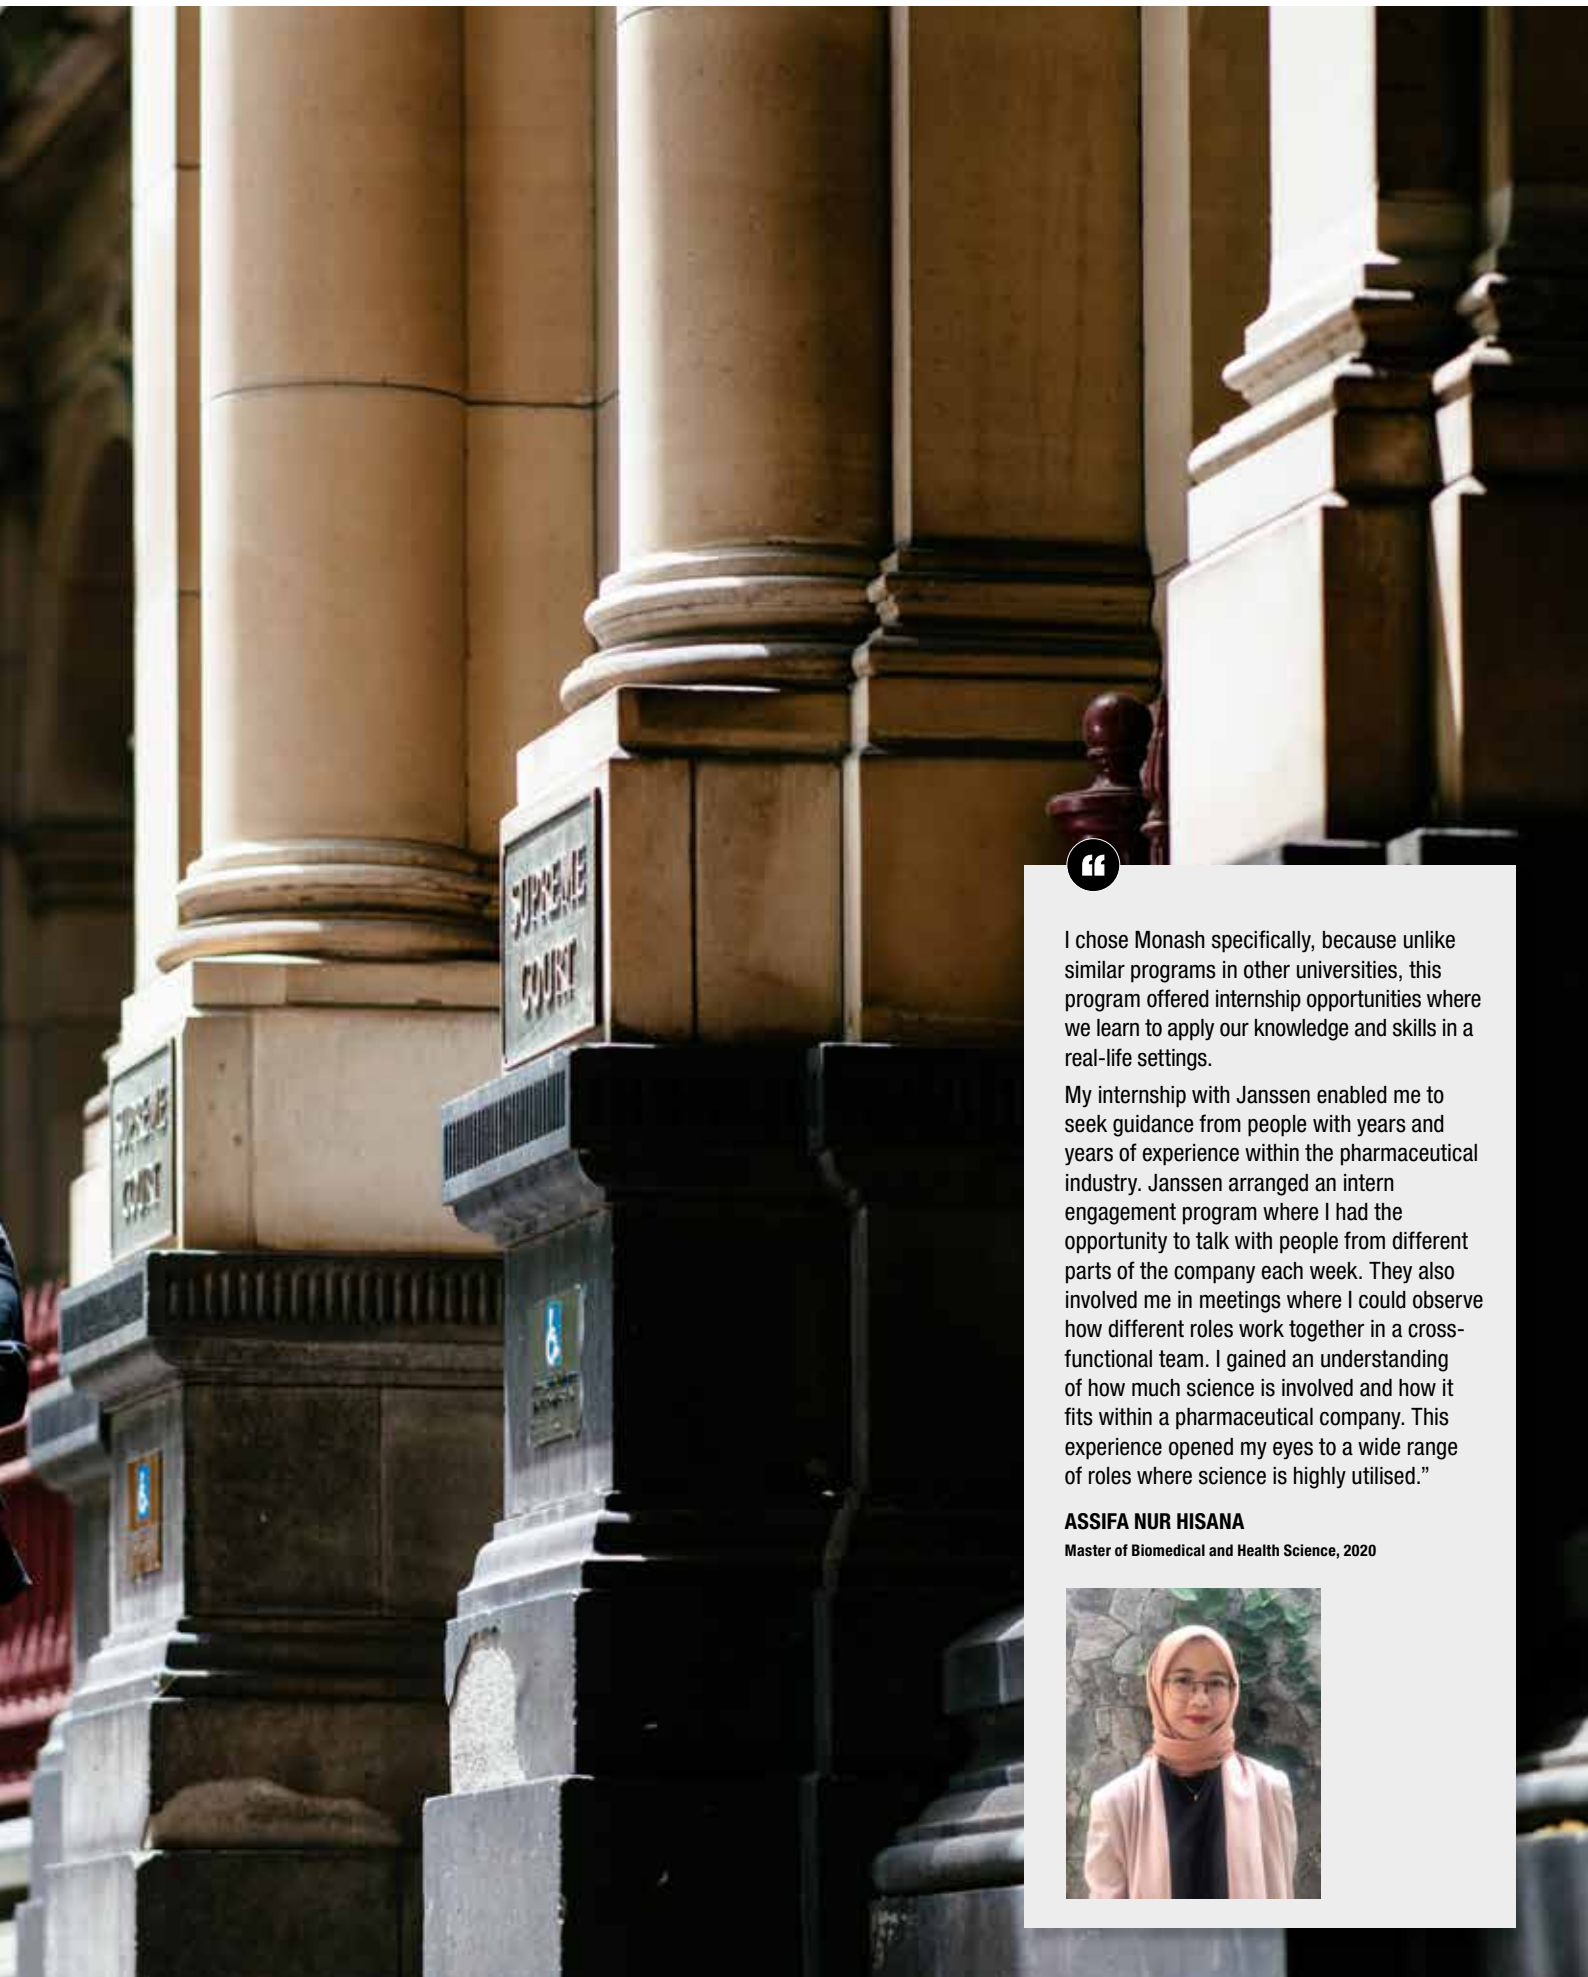 SUPREME
COURT
SUPREME
COURT
“
I chose Monash specifically, because unlike
similar programs in other universities, this
program offered internship opportunities where
we learn to apply our knowledge and skills in a
real-life settings.
My internship with Janssen enabled me to
seek guidance from people with years and
years of experience within the pharmaceutical
industry. Janssen arranged an intern
engagement program where I had the
opportunity to talk with people from different
parts of the company each week. They also
involved me in meetings where I could observe
how different roles work together in a cross-
functional team. I gained an understanding
of how much science is involved and how it
fits within a pharmaceutical company. This
experience opened my eyes to a wide range
of roles where science is highly utilised.”
ASSIFA NUR HISANA
Master of Biomedical and Health Science, 2020